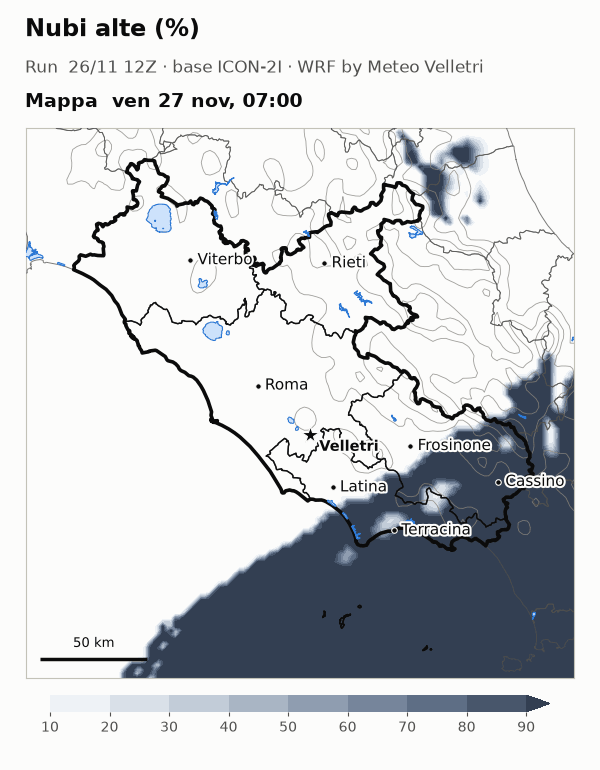 Nubi alte (%)
Run 26/11 12Z · base ICON-2I · WRF by Meteo Velletri
Mappa ven 27 nov, 07:00
Viterbo
Rieti
Roma
Velletri
Frosinone
Latina
Cassino
Terracina
50 km
10 20 30 40 50 60 70 80 90